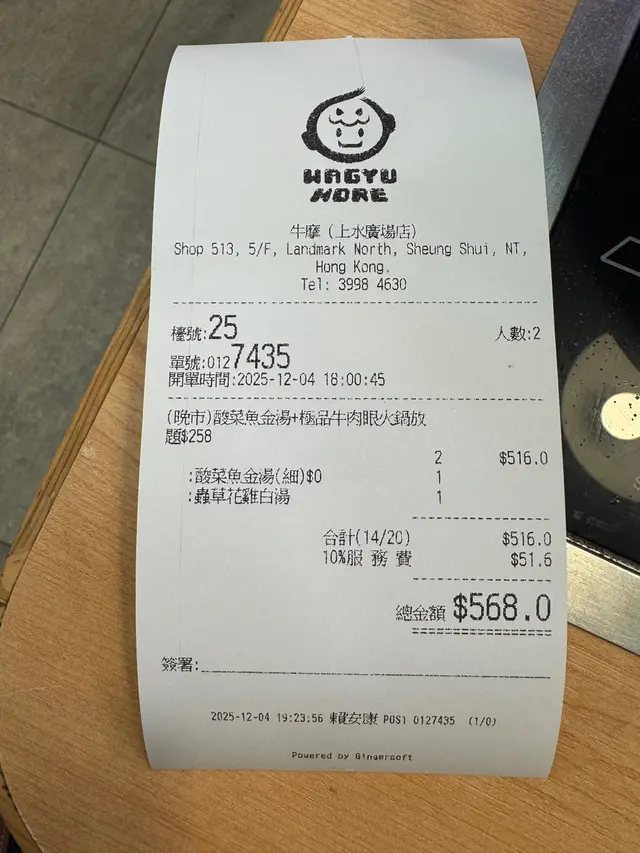 WAGYU
MORE
牛摩 (上水廣場店)
Shop 513, 5/F, Landmark North, Sheung Shui, NT,
Hong Kong.
Tel: 3998 4630
檯號:25 人數:2
單號:0127435
開單時間:2025-12-04 18:00:45
(晚市)酸菜魚金湯+極品牛肉眼火鍋放
題$258
2 $516.0
:酸菜魚金湯(細)$0 1
:蟲草花雞白湯 1
合計(14/20) $516.0
10%服 務 費 $51.6
總金額 $568.0
簽署:
2025-12-04 19:23:56 賴安康 POS1 0127435 (1/0)
Powered by Gingersoft